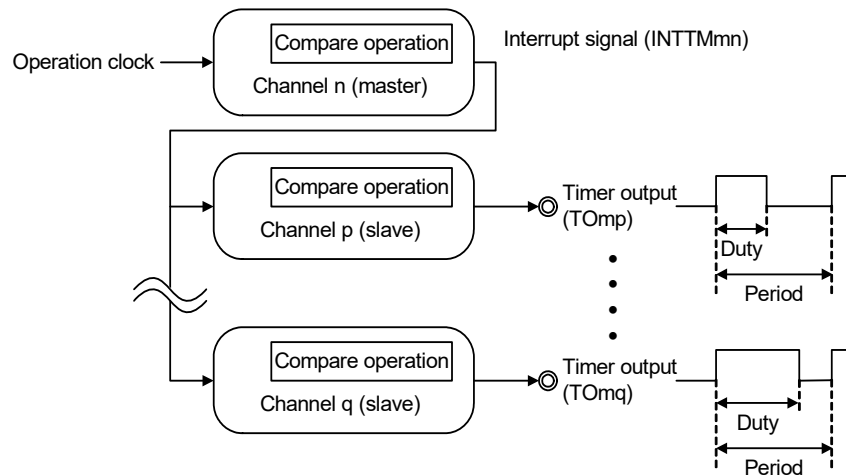 Compare operation
Interrupt signal (INTTMmn)
Operation clock
Channel n (master)
Compare operation
Channel p (slave)
Timer output
(TOmp)
Duty
Period
Compare operation
Channel q (slave)
Timer output
(TOmq)
Duty
Period